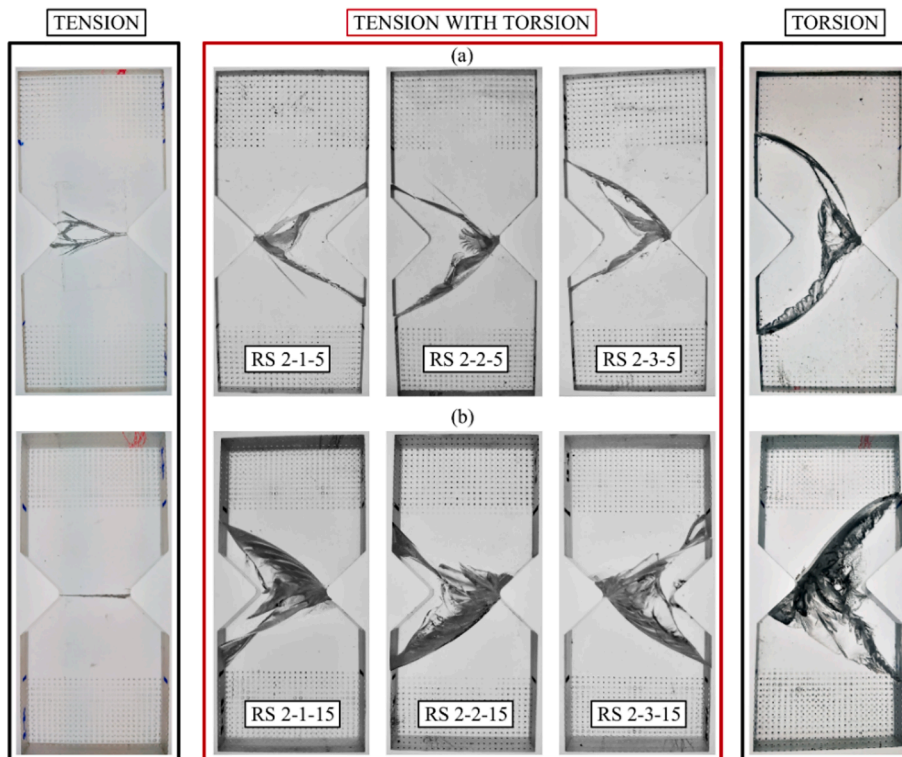 TENSION
TENSION WITH TORSION
TORSION
(a)
RS 2-1-5
RS 2-2-5
RS 2-3-5
(b)
RS 2-1-15
RS 2-2-15
RS 2-3-15